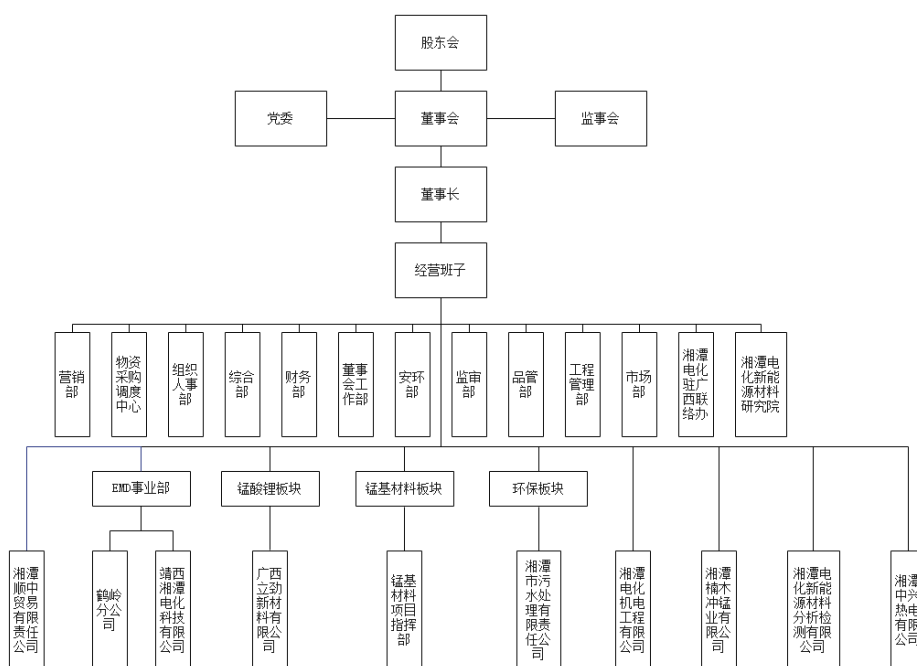 股东会
党委
董事会
监事会
董事长
经营班子
营销
部
物资
采购
调度
中心
组织
人事
部
综合
部
财务
部
董事
会工
作部
安环
部
监审
部
品管
部
工程
管理
部
市场
部
湘潭
电化
驻广
西联
络办
湘潭电
化新能
源材料
研究院
EMD事业部
锰酸锂板块
锰基材料板块
环保板块
湘潭
顺中
贸易
有限
责任
公司
鹤岭
分公
司
靖西
湘潭
电化
科技
有限
公司
广西
立劲
新材
料有
限公
司
锰基
材料
项目
指挥
部
湘潭
市污
水处
理有
限责
任公
司
湘潭
电化
机电
工程
有限
公司
湘潭
楠木
冲锰
业有
限公
司
湘潭电
化新能
源材料
分析检
测有限
公司
湘潭
中兴
热电
有限
公司